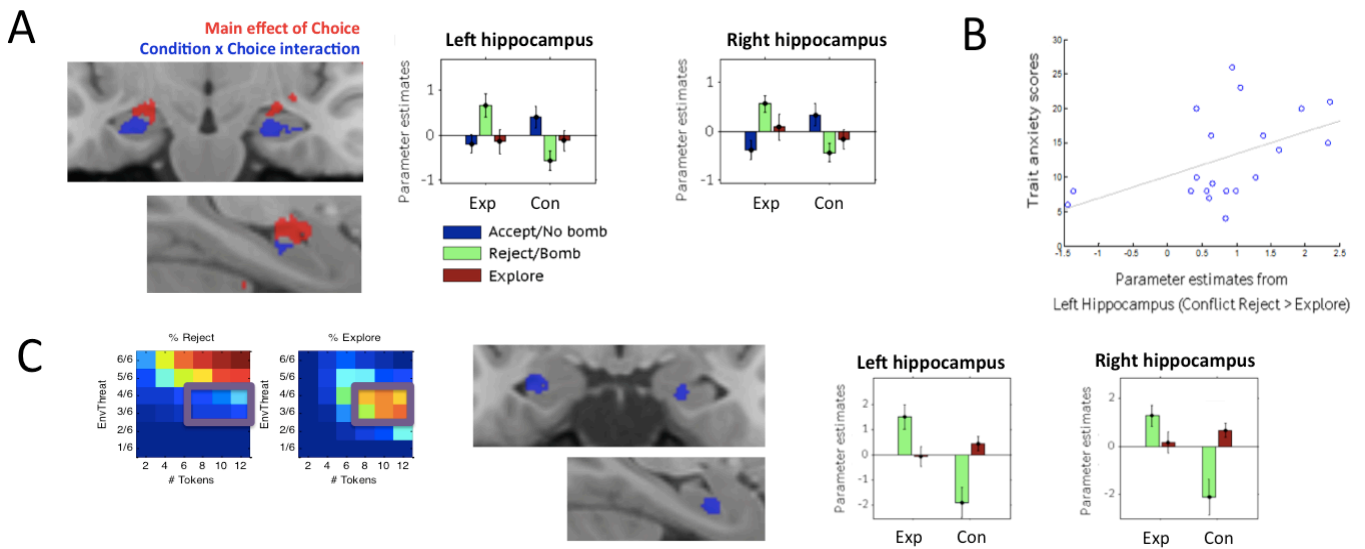 A
Main effect of Choice
Condition x Choice interaction
Left hippocampus
Parameter estimates
1
0
-1
Exp
Con
Right hippocampus
Parameter estimates
1
0
-1
Exp
Con
Accept/No bomb
Reject/Bomb
Explore
B
Trait anxiety scores
30
25
20
15
10
5
0
-1.5
-1
-0.5
0
0.5
1
1.5
2
2.5
Parameter estimates from
Left Hippocampus (Conflict Reject > Explore)
C
% Reject
EnvThreat
6/6
5/6
4/6
3/6
2/6
1/6
2 4 6 8 10 12
# Tokens
% Explore
EnvThreat
6/6
5/6
4/6
3/6
2/6
1/6
2 4 6 8 10 12
# Tokens
Left hippocampus
Parameter estimates
2
1
0
-1
-2
Exp
Con
Right hippocampus
Parameter estimates
2
0
-2
Exp
Con